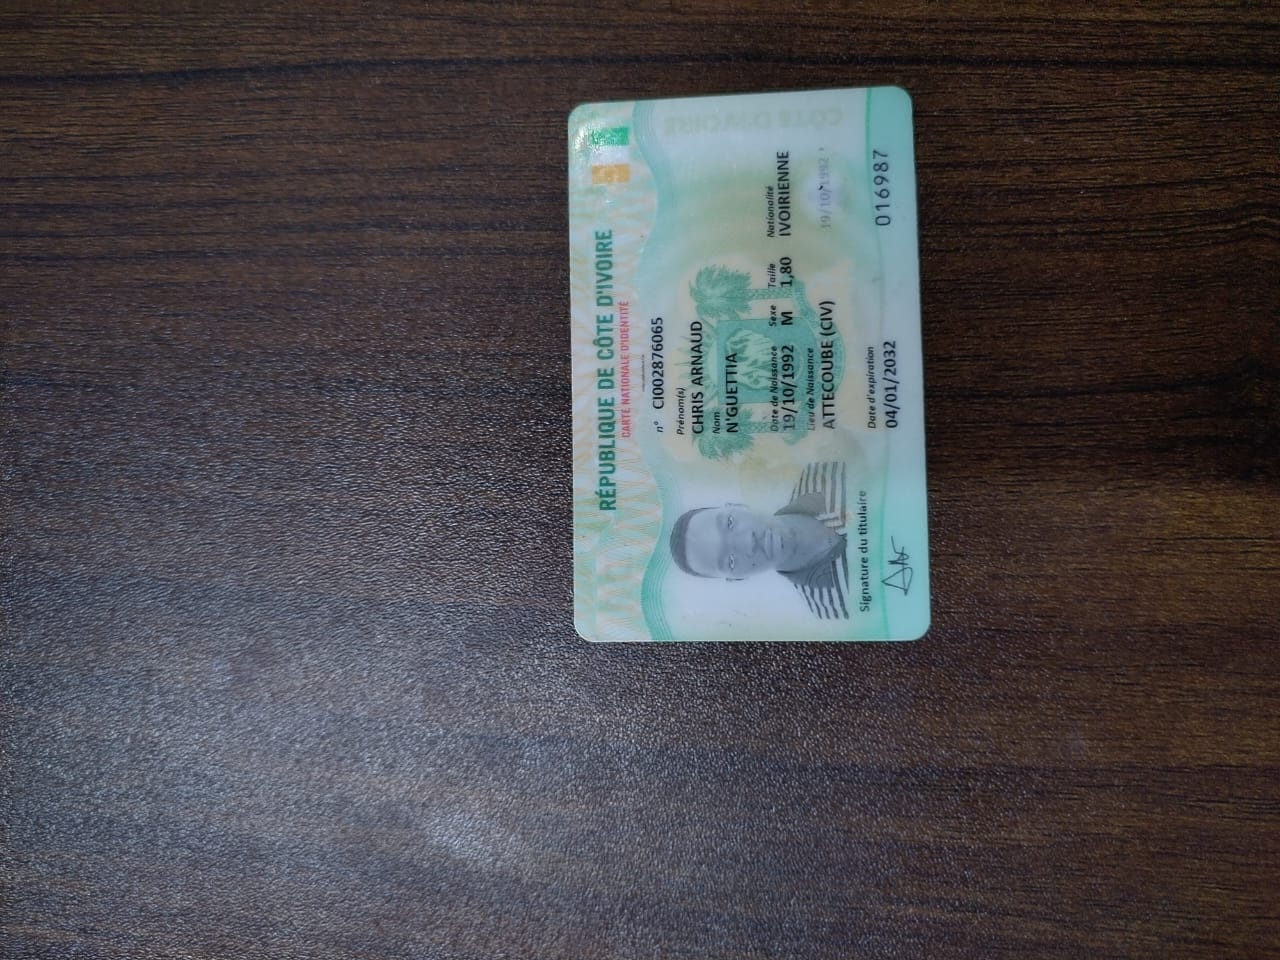 RÉPUBLIQUE DE CÔTE D'IVOIRE
CARTE NATIONALE D'IDENTITÉ
n° CI002876065
Prénom(s)
CHRIS ARNAUD
Nom
N'GUETTIA
Date de Naissance Sexe Taille Nationalité
19/10/1992 M 1,80 IVOIRIENNE
Lieu de Naissance
ATTECOUBE (CIV)
19/10/1992
Date d'expiration
04/01/2032
016987
Signature du titulaire
CÔTE D'IVOIRE